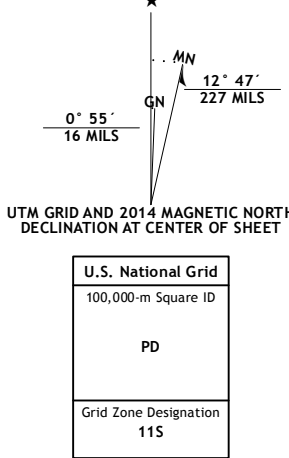 MN
GN
12° 47´
227 MILS
0° 55´
16 MILS
UTM GRID AND 2014 MAGNETIC NORTH
DECLINATION AT CENTER OF SHEET
U.S. National Grid
100,000-m Square ID
PD
Grid Zone Designation
11S